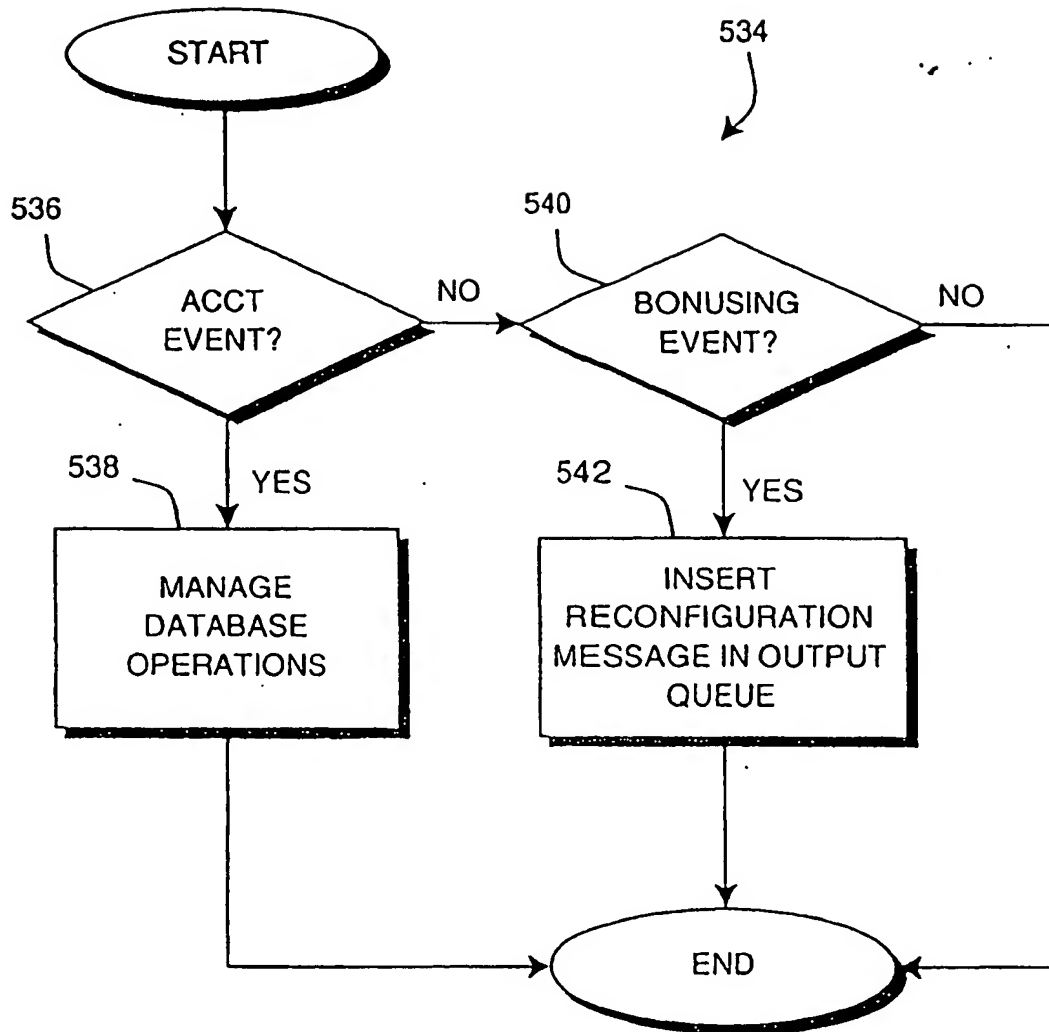 START
534
536
540
ACCT
EVENT?
NO
BONUSING
EVENT?
NO
538
YES
542
YES
MANAGE
DATABASE
OPERATIONS
INSERT
RECONFIGURATION
MESSAGE IN OUTPUT
QUEUE
END